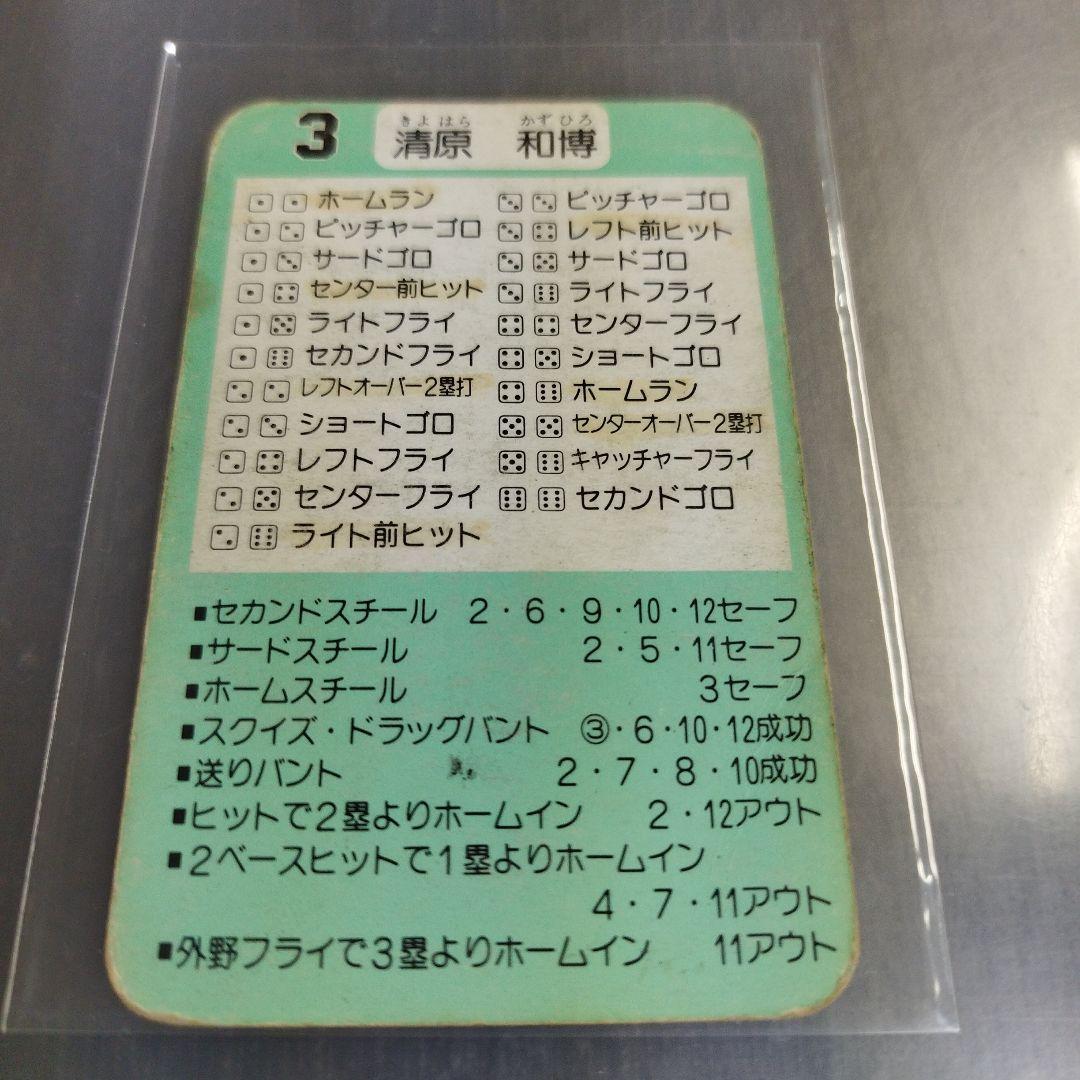 3
きよはら かずひろ
清原 和博
ホームラン
ピッチャーゴロ
サードゴロ
センター前ヒット
ライトフライ
セカンドフライ
レフトオーバー2塁打
ショートゴロ
レフトフライ
センターフライ
ライト前ヒット
ピッチャーゴロ
レフト前ヒット
サードゴロ
ライトフライ
センターフライ
ショートゴロ
ホームラン
センターオーバー2塁打
キャッチャーフライ
セカンドゴロ
■セカンドスチール 2・6・9・10・12セーフ
■サードスチール 2・5・11セーフ
■ホームスチール 3セーフ
■スクイズ・ドラッグバント ③・6・10・12成功
■送りバント 2・7・8・10成功
■ヒットで2塁よりホームイン 2・12アウト
■2ベースヒットで1塁よりホームイン
4・7・11アウト
■外野フライで3塁よりホームイン 11アウト